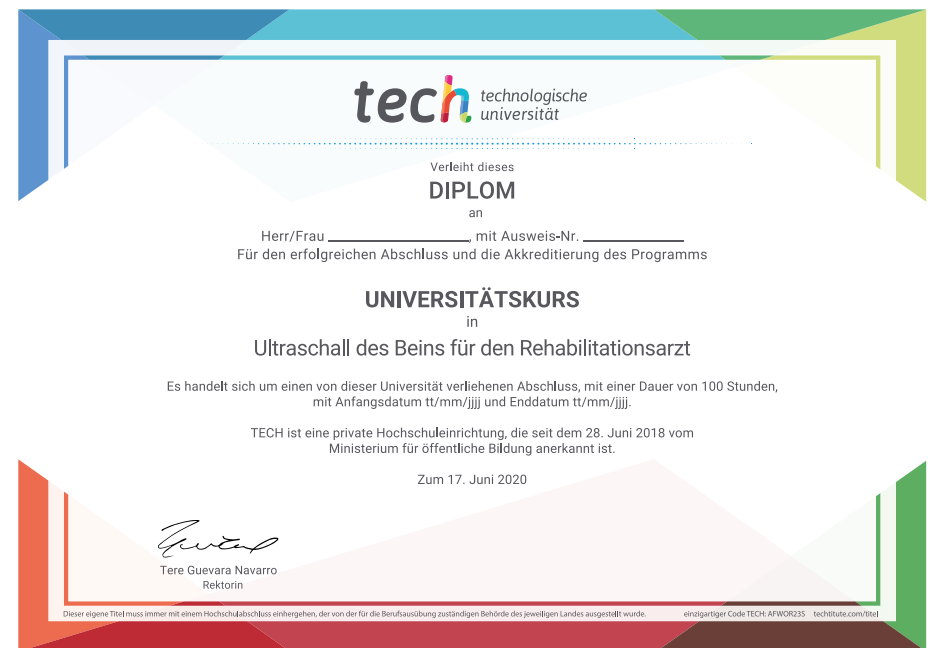 tech technologische
universität
Verleiht dieses
DIPLOM
an
Herr/Frau ____________________, mit Ausweis-Nr. ______________
Für den erfolgreichen Abschluss und die Akkreditierung des Programms
UNIVERSITÄTSKURS
in
Ultraschall des Beins für den Rehabilitationsarzt
Es handelt sich um einen von dieser Universität verliehenen Abschluss, mit einer Dauer von 100 Stunden,
mit Anfangsdatum tt/mm/jjjj und Enddatum tt/mm/jjjj.
TECH ist eine private Hochschuleinrichtung, die seit dem 28. Juni 2018 vom
Ministerium für öffentliche Bildung anerkannt ist.
Zum 17. Juni 2020
Tere Guevara Navarro
Rektorin
Dieser eigene Titel muss immer mit einem Hochschulabschluss einhergehen, der von der für die Berufsausübung zuständigen Behörde des jeweiligen Landes ausgestellt wurde. einzigartiger Code TECH: AFWOR23S techtitute.com/titel